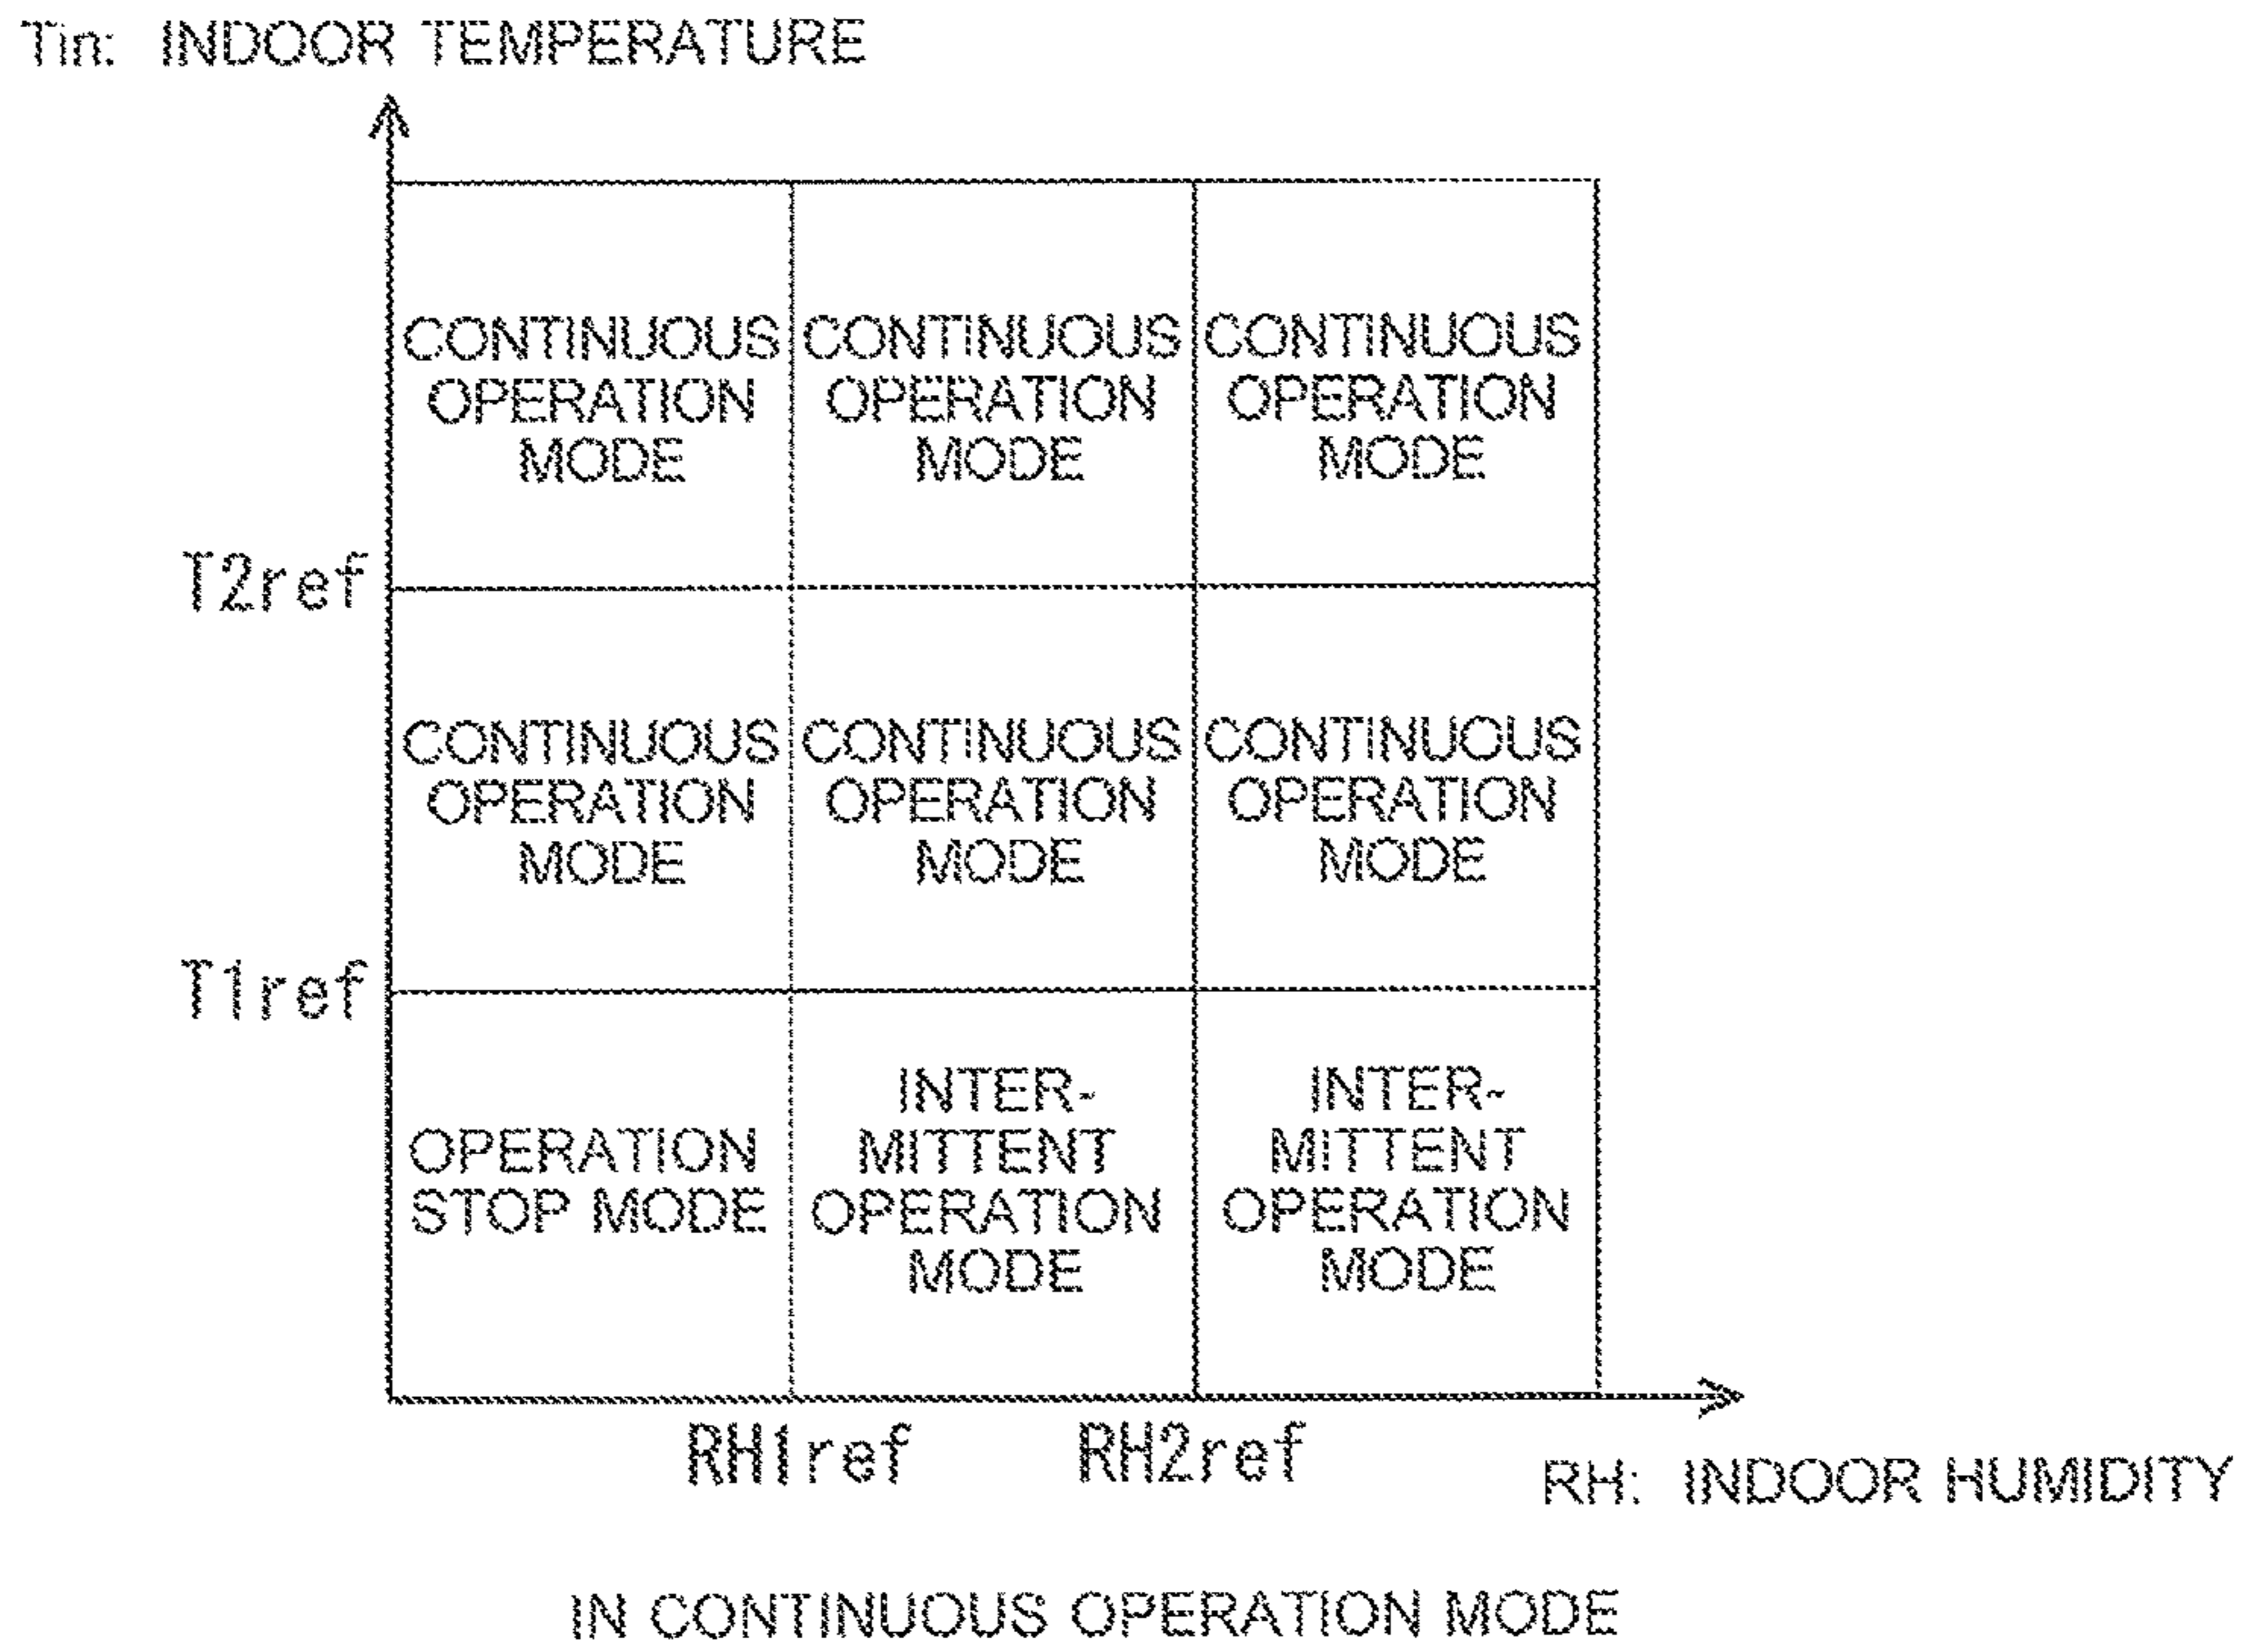 Tin: INDOOR TEMPERATURE
CONTINUOUS
OPERATION
MODE
CONTINUOUS
OPERATION
MODE
CONTINUOUS
OPERATION
MODE
T2ref
CONTINUOUS
OPERATION
MODE
CONTINUOUS
OPERATION
MODE
CONTINUOUS
OPERATION
MODE
T1ref
OPERATION
STOP MODE
INTER-
MITTENT
OPERATION
MODE
INTER-
MITTENT
OPERATION
MODE
RH1ref
RH2ref
RH: INDOOR HUMIDITY
IN CONTINUOUS OPERATION MODE